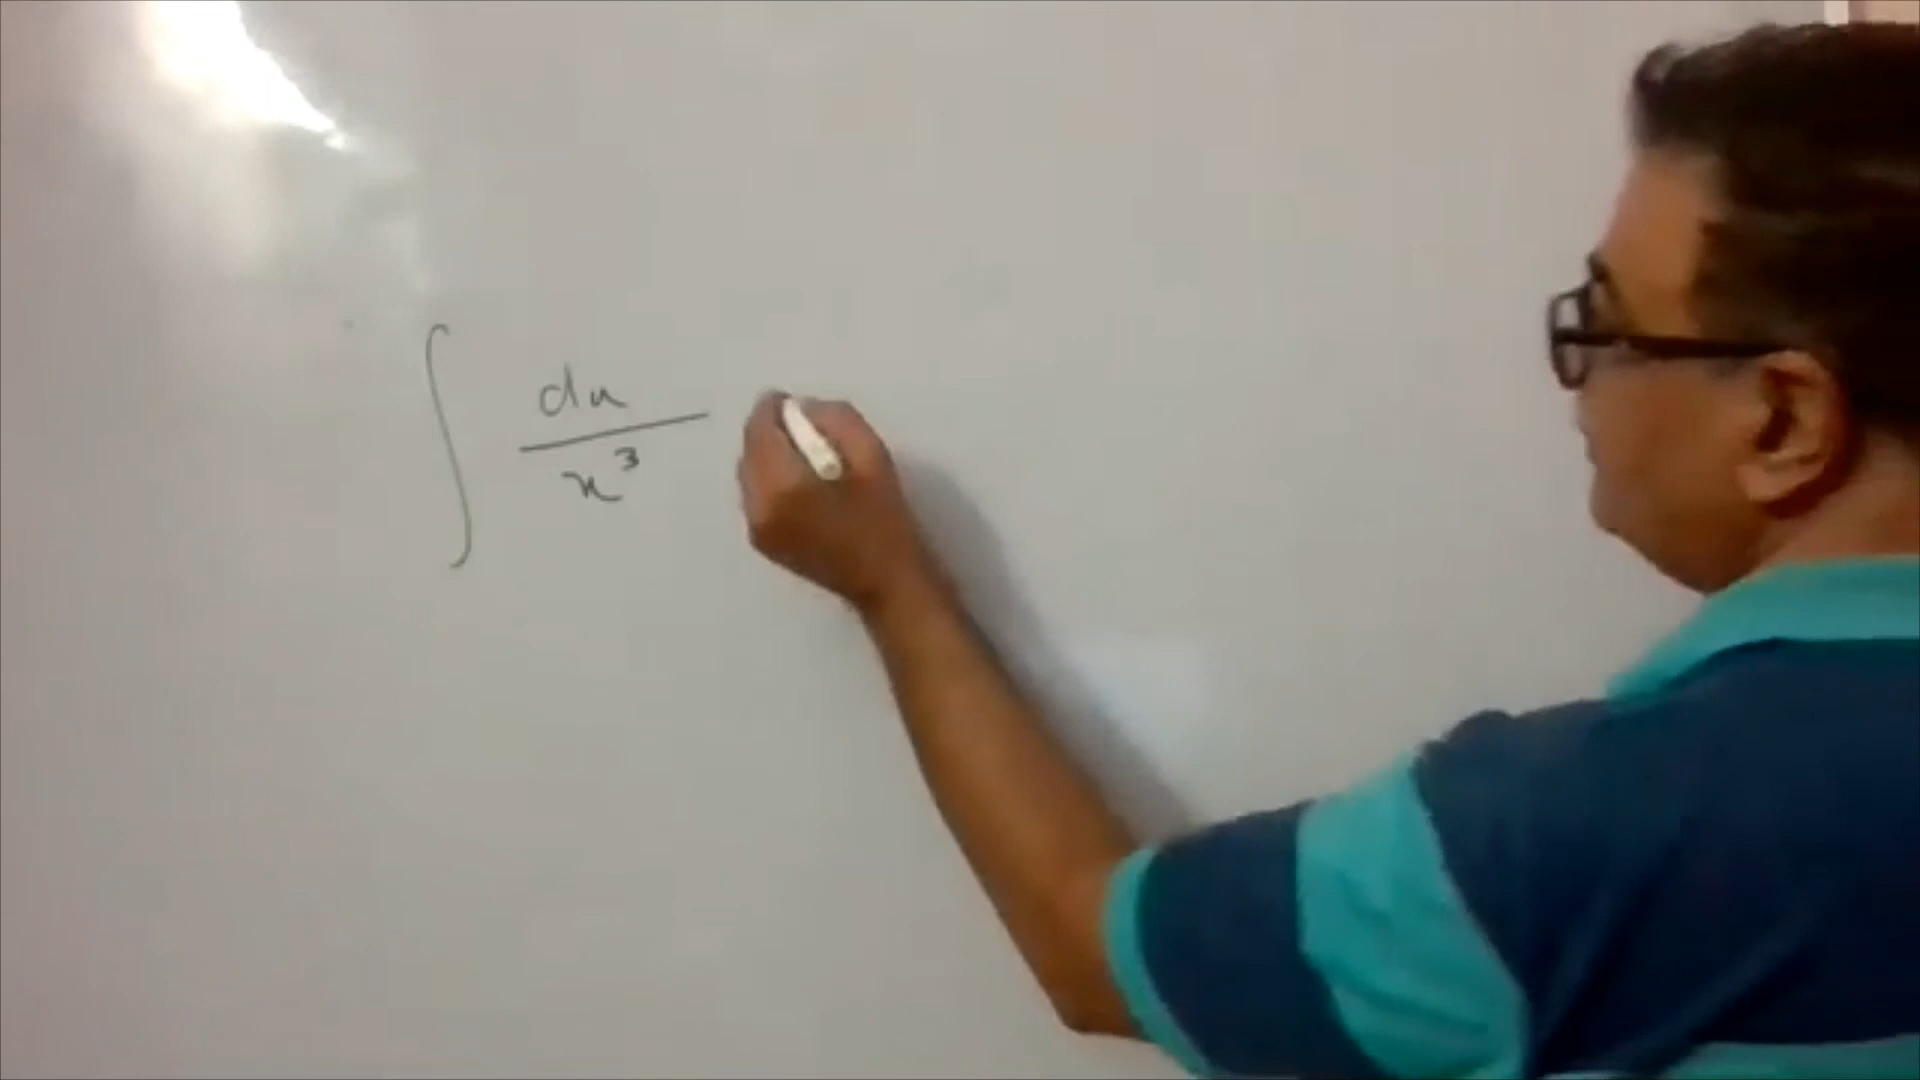 ∫ dx / x³